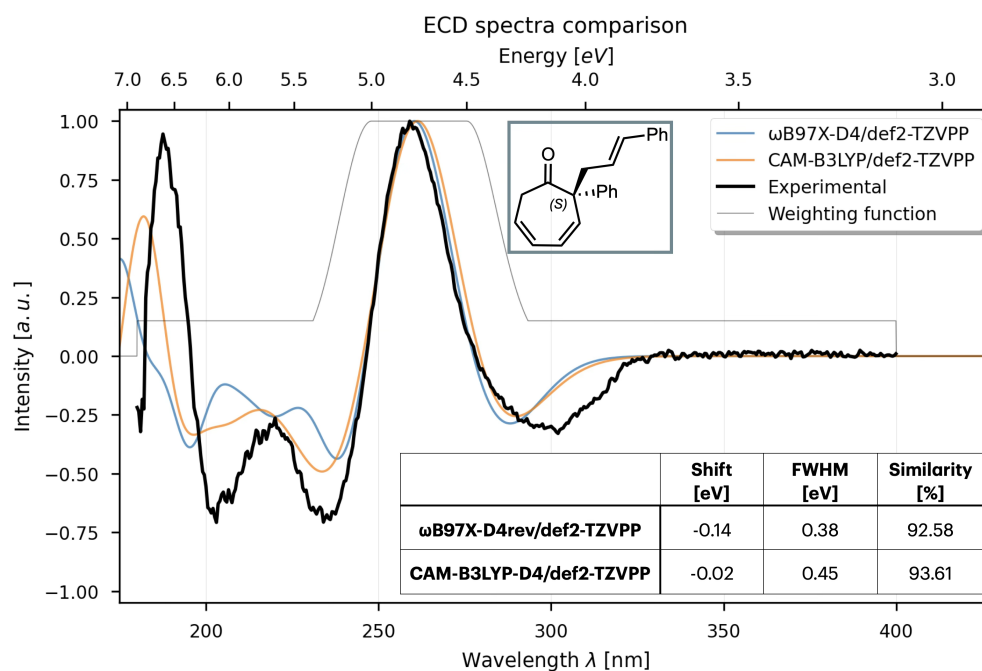 ECD spectra comparison
Energy [eV]
7.0 6.5 6.0 5.5 5.0 4.5 4.0 3.5 3.0
1.00
0.75
0.50
0.25
0.00
−0.25
−0.50
−0.75
−1.00
Intensity [a. u.]
ωB97X-D4/def2-TZVPP
CAM-B3LYP/def2-TZVPP
Experimental
Weighting function
Ph
O
Ph
(S)
Shift [eV] FWHM [eV] Similarity [%]
ωB97X-D4rev/def2-TZVPP -0.14 0.38 92.58
CAM-B3LYP-D4/def2-TZVPP -0.02 0.45 93.61
200 250 300 350 400
Wavelength λ [nm]